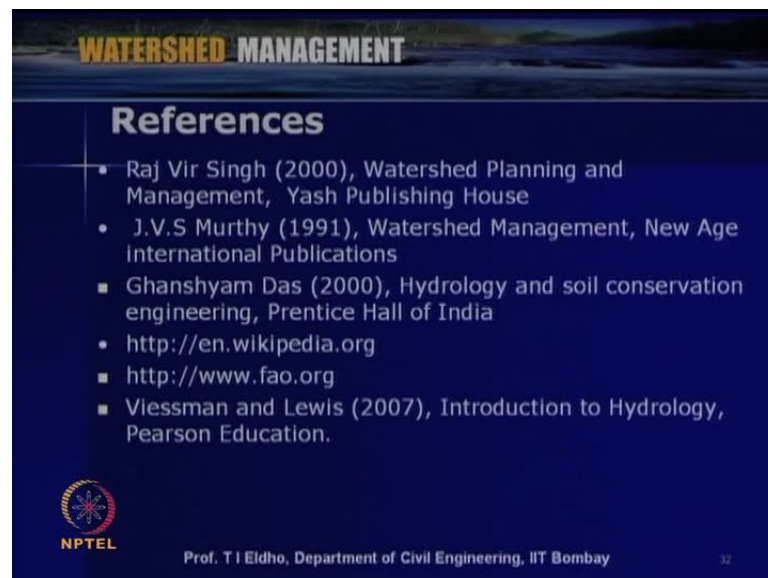 WATERSHED MANAGEMENT
References
• Raj Vir Singh (2000), Watershed Planning and
Management, Yash Publishing House
• J.V.S Murthy (1991), Watershed Management, New Age
international Publications
▪ Ghanshyam Das (2000), Hydrology and soil conservation
engineering, Prentice Hall of India
• http://en.wikipedia.org
▪ http://www.fao.org
▪ Viessman and Lewis (2007), Introduction to Hydrology,
Pearson Education.
NPTEL
Prof. T I Eldho, Department of Civil Engineering, IIT Bombay
32